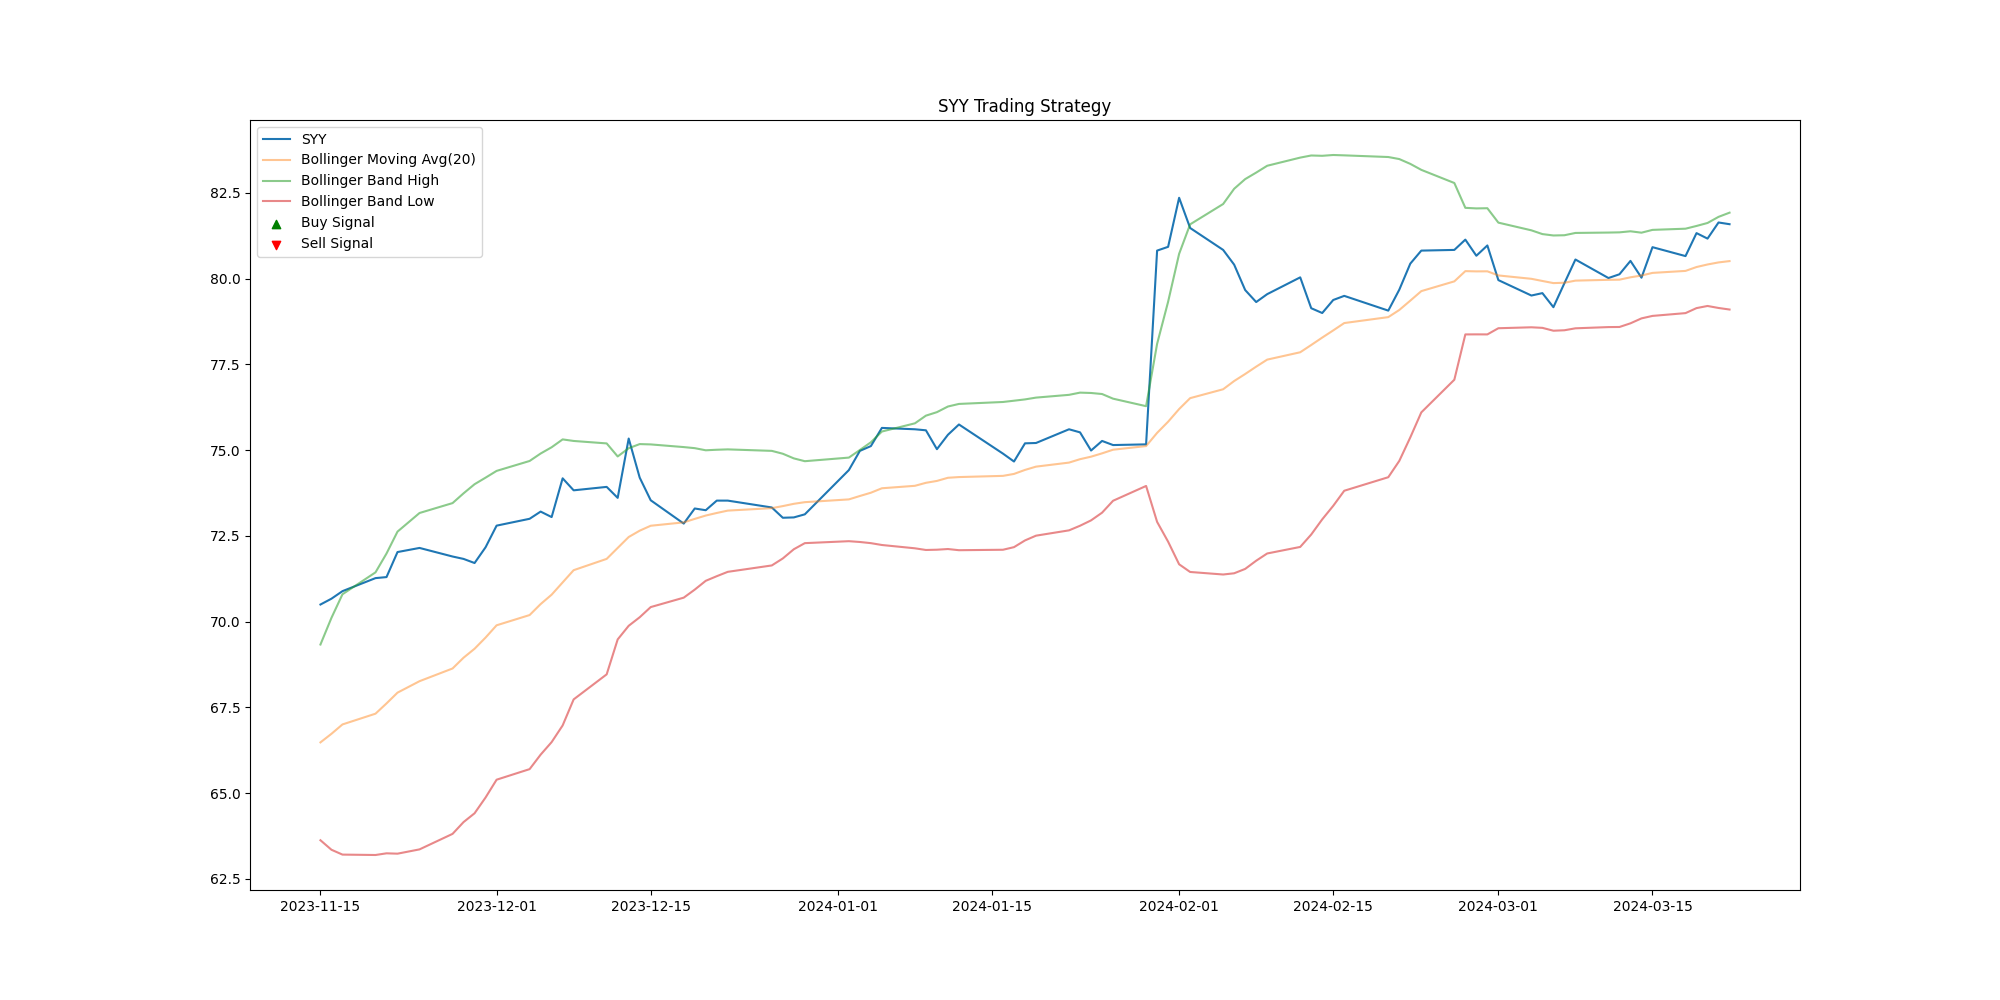 SYY Trading Strategy
SYY
Bollinger Moving Avg(20)
Bollinger Band High
Bollinger Band Low
Buy Signal
Sell Signal
82.5
80.0
77.5
75.0
72.5
70.0
67.5
65.0
62.5
2023-11-15 2023-12-01 2023-12-15 2024-01-01 2024-01-15 2024-02-01 2024-02-15 2024-03-01 2024-03-15